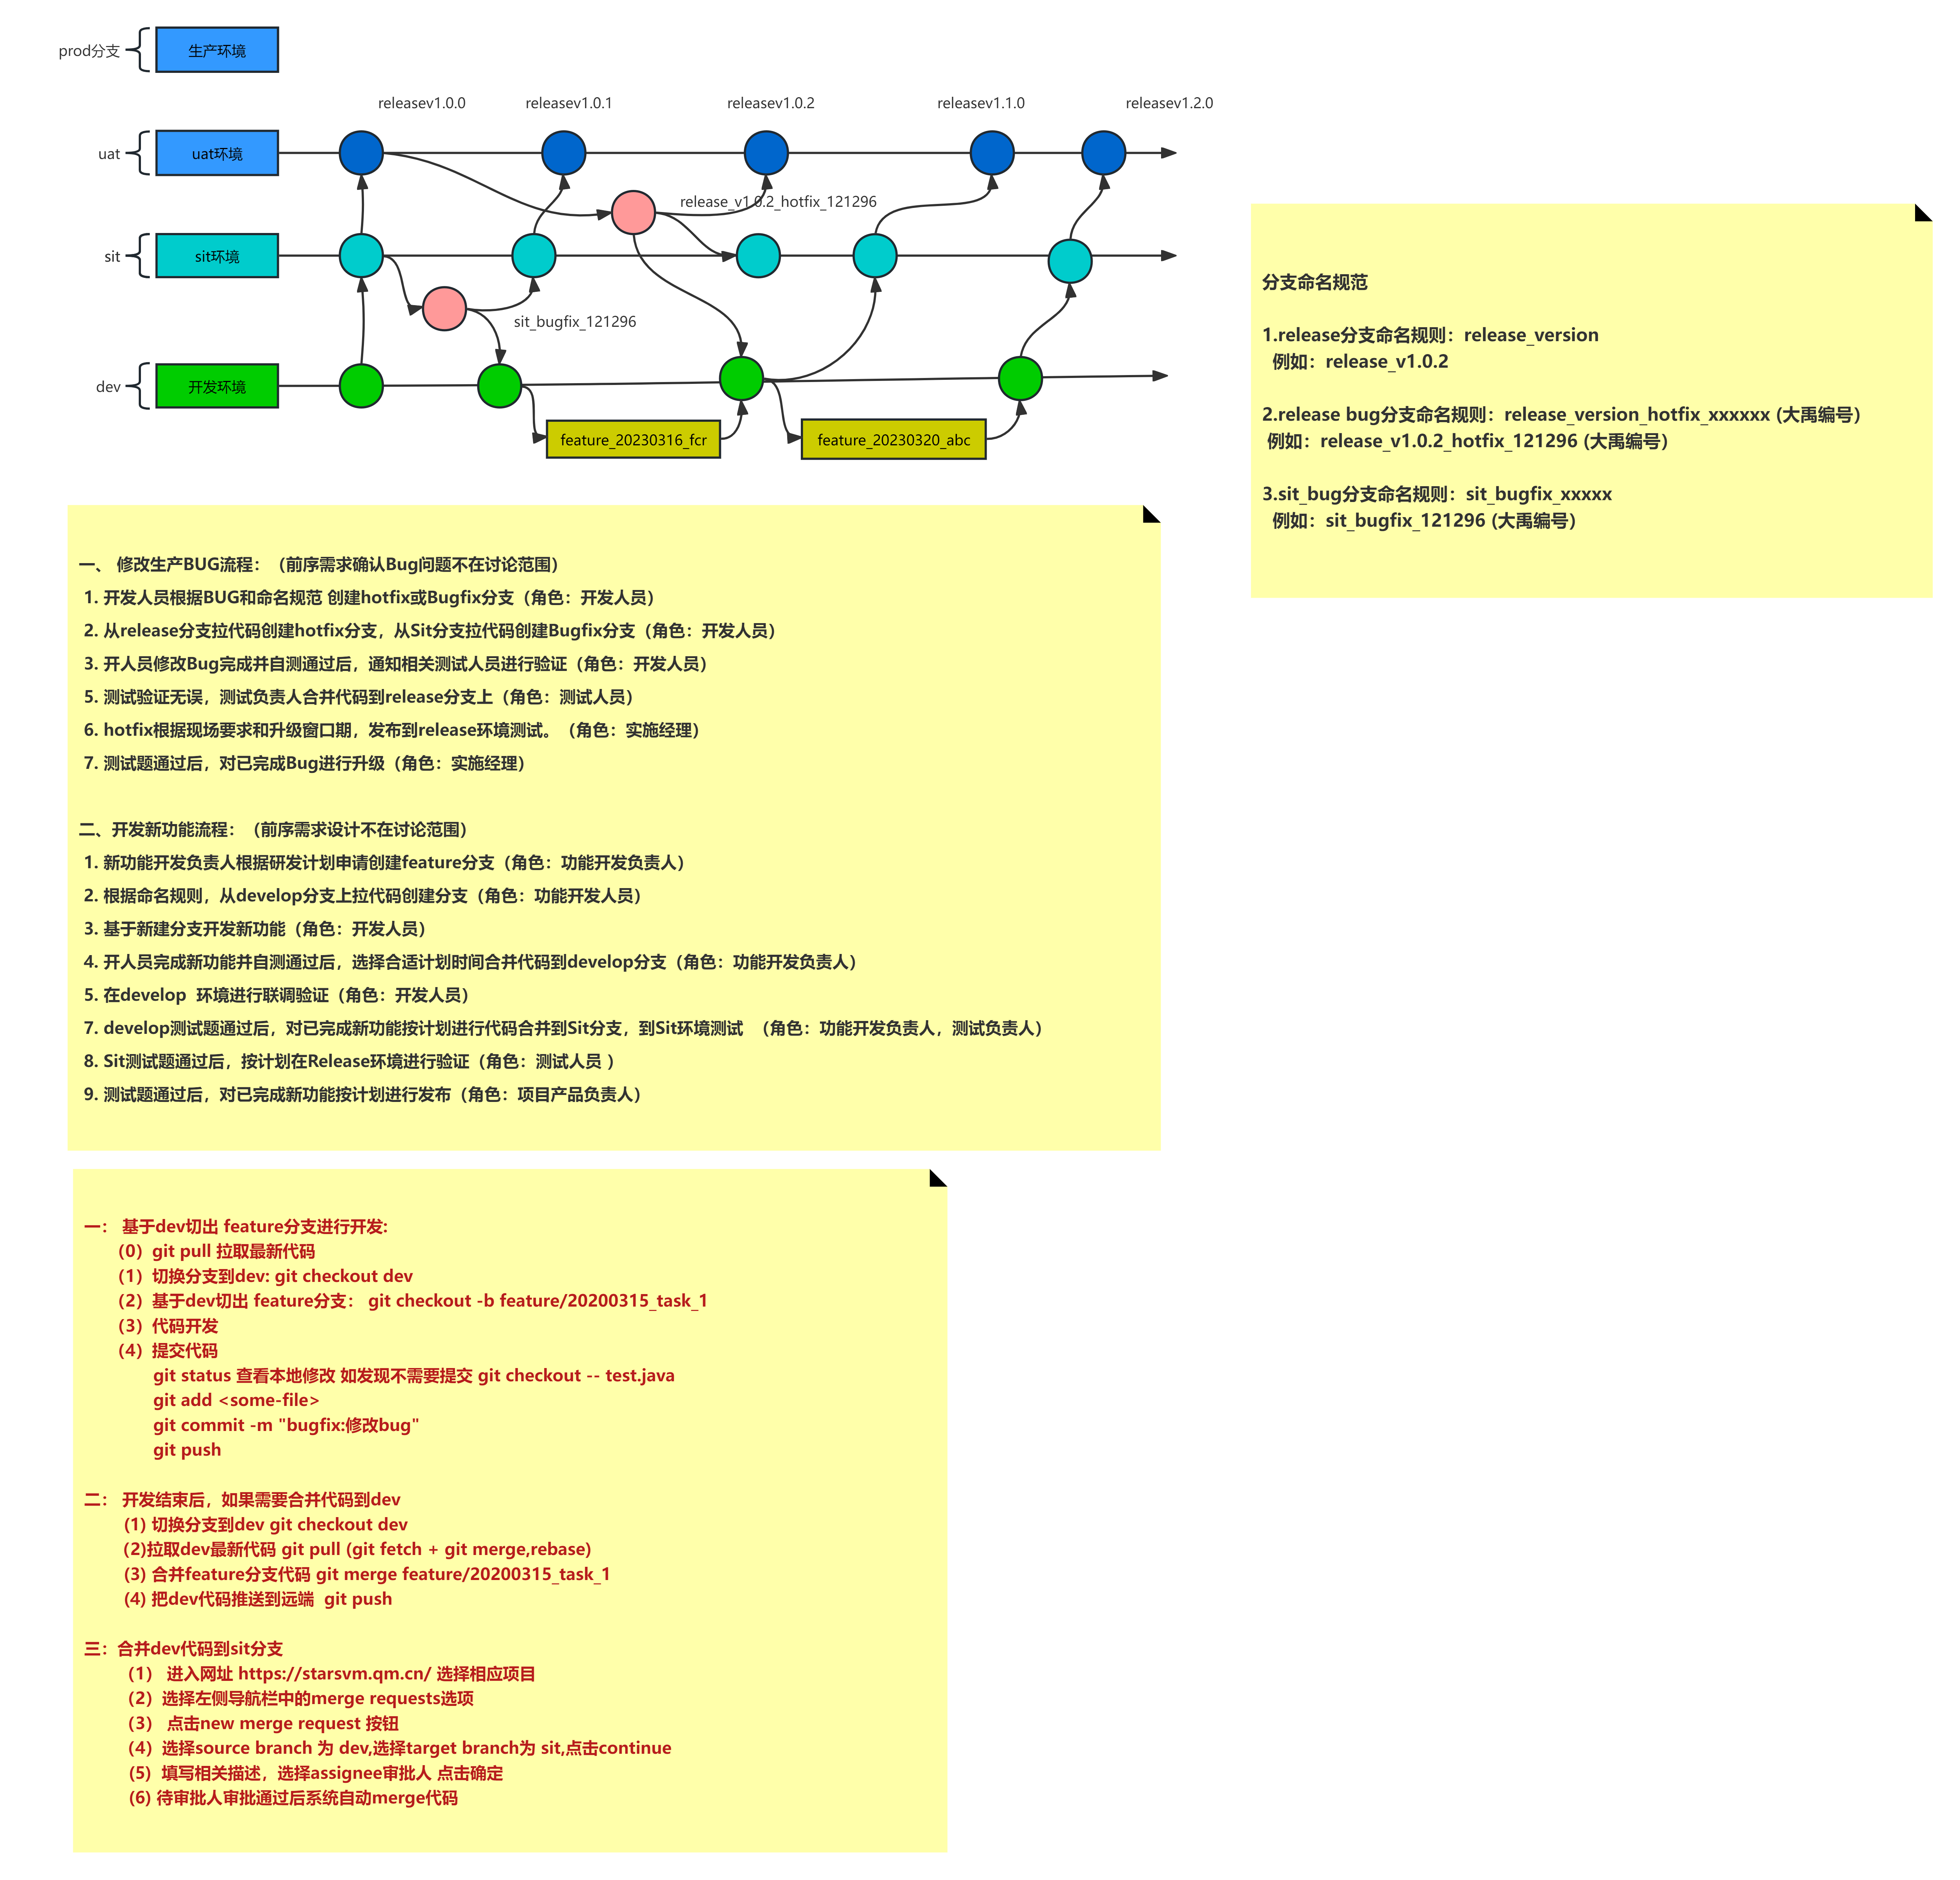 prod分支
生产环境
releasev1.0.0
releasev1.0.1
releasev1.0.2
releasev1.1.0
releasev1.2.0
uat
uat环境
release_v1.0.2_hotfix_121296
sit
sit环境
sit_bugfix_121296
dev
开发环境
feature_20230316_fcr
feature_20230320_abc
分支命名规范
1.release分支命名规则：release_version
例如：release_v1.0.2
2.release bug分支命名规则：release_version_hotfix_xxxxxx (大禹编号)
例如：release_v1.0.2_hotfix_121296 (大禹编号)
3.sit_bug分支命名规则：sit_bugfix_xxxxx
例如：sit_bugfix_121296 (大禹编号)
一、 修改生产BUG流程：（前序需求确认Bug问题不在讨论范围）
1. 开发人员根据BUG和命名规范 创建hotfix或Bugfix分支（角色：开发人员）
2. 从release分支拉代码创建hotfix分支，从Sit分支拉代码创建Bugfix分支（角色：开发人员）
3. 开人员修改Bug完成并自测通过后，通知相关测试人员进行验证（角色：开发人员）
5. 测试验证无误，测试负责人合并代码到release分支上（角色：测试人员）
6. hotfix根据现场要求和升级窗口期，发布到release环境测试。（角色：实施经理）
7. 测试题通过后，对已完成Bug进行升级（角色：实施经理）
二、开发新功能流程：（前序需求设计不在讨论范围）
1. 新功能开发负责人根据研发计划申请创建feature分支（角色：功能开发负责人）
2. 根据命名规则，从develop分支上拉代码创建分支（角色：功能开发人员）
3. 基于新建分支开发新功能（角色：开发人员）
4. 开人员完成新功能并自测通过后，选择合适计划时间合并代码到develop分支（角色：功能开发负责人）
5. 在develop 环境进行联调验证（角色：开发人员）
7. develop测试题通过后，对已完成新功能按计划进行代码合并到Sit分支，到Sit环境测试 （角色：功能开发负责人，测试负责人）
8. Sit测试题通过后，按计划在Release环境进行验证（角色：测试人员 ）
9. 测试题通过后，对已完成新功能按计划进行发布（角色：项目产品负责人）
一： 基于dev切出 feature分支进行开发:
（0）git pull 拉取最新代码
（1）切换分支到dev: git checkout dev
（2）基于dev切出 feature分支： git checkout -b feature/20200315_task_1
（3）代码开发
（4）提交代码
git status 查看本地修改 如发现不需要提交 git checkout -- test.java
git add <some-file>
git commit -m "bugfix:修改bug"
git push
二： 开发结束后，如果需要合并代码到dev
(1) 切换分支到dev git checkout dev
(2)拉取dev最新代码 git pull (git fetch + git merge,rebase)
(3) 合并feature分支代码 git merge feature/20200315_task_1
(4) 把dev代码推送到远端 git push
三：合并dev代码到sit分支
（1） 进入网址 https://starsvm.qm.cn/ 选择相应项目
（2）选择左侧导航栏中的merge requests选项
（3） 点击new merge request 按钮
（4）选择source branch 为 dev,选择target branch为 sit,点击continue
（5）填写相关描述，选择assignee审批人 点击确定
(6) 待审批人审批通过后系统自动merge代码